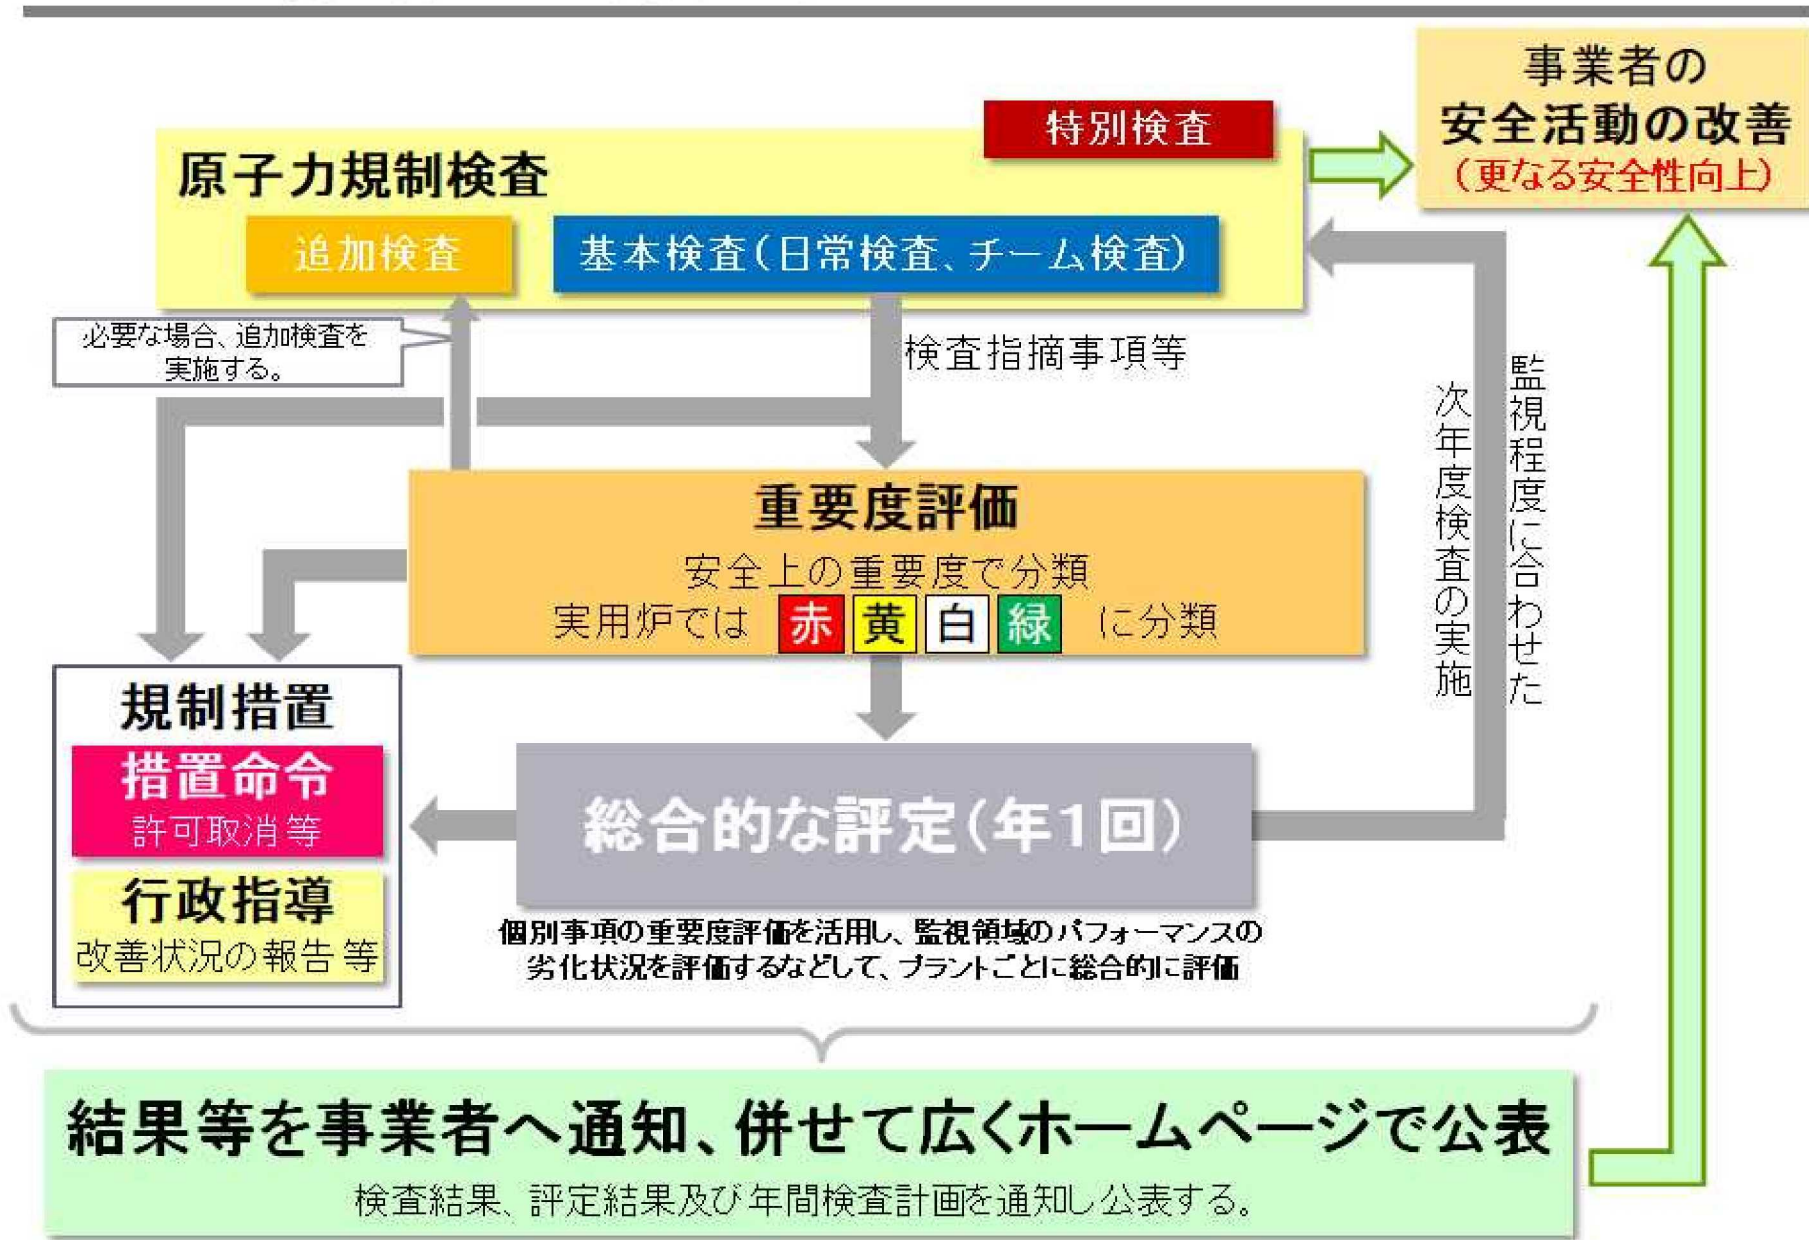 事業者の
安全活動の改善
(更なる安全性向上)
特別検査
原子力規制検査
追加検査
基本検査(日常検査、チーム検査)
必要な場合、追加検査を
実施する。
検査指摘事項等
監視程度に合わせた
次年度検査の実施
重要度評価
安全上の重要度で分類
実用炉では 赤 黄 白 緑 に分類
規制措置
措置命令
許可取消等
行政指導
改善状況の報告等
総合的な評定(年1回)
個別事項の重要度評価を活用し、監視領域のパフォーマンスの
劣化状況を評価するなどして、プラントごとに総合的に評価
結果等を事業者へ通知、併せて広くホームページで公表
検査結果、評定結果及び年間検査計画を通知し公表する。